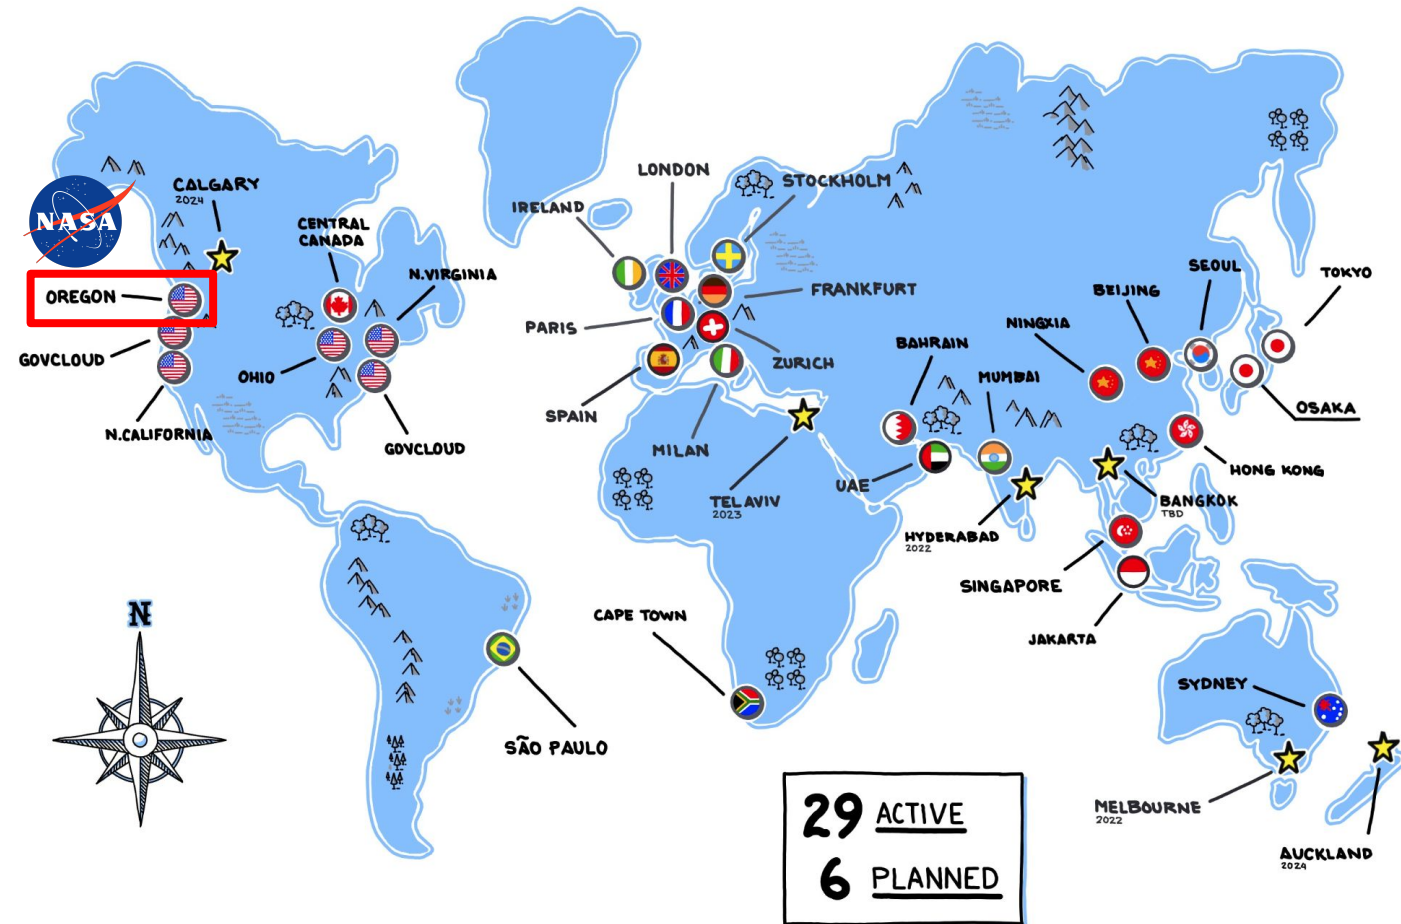 LONDON
STOCKHOLM
CALGARY
2024
NASA
IRELAND
CENTRAL
CANADA
N.VIRGINIA
SEOUL
TOKYO
OREGON
FRANKFURT
BEIJING
PARIS
NINGXIA
GOVCLOUD
BAHRAIN
ZURICH
OHIO
MUMBAI
SPAIN
OSAKA
N.CALIFORNIA
GOVCLOUD
MILAN
HONG KONG
UAE
TEL AVIV
2023
BANGKOK
TBD
HYDERABAD
2022
SINGAPORE
N
CAPE TOWN
JAKARTA
SYDNEY
SÃO PAULO
MELBOURNE
2022
29 ACTIVE
AUCKLAND
2024
6 PLANNED